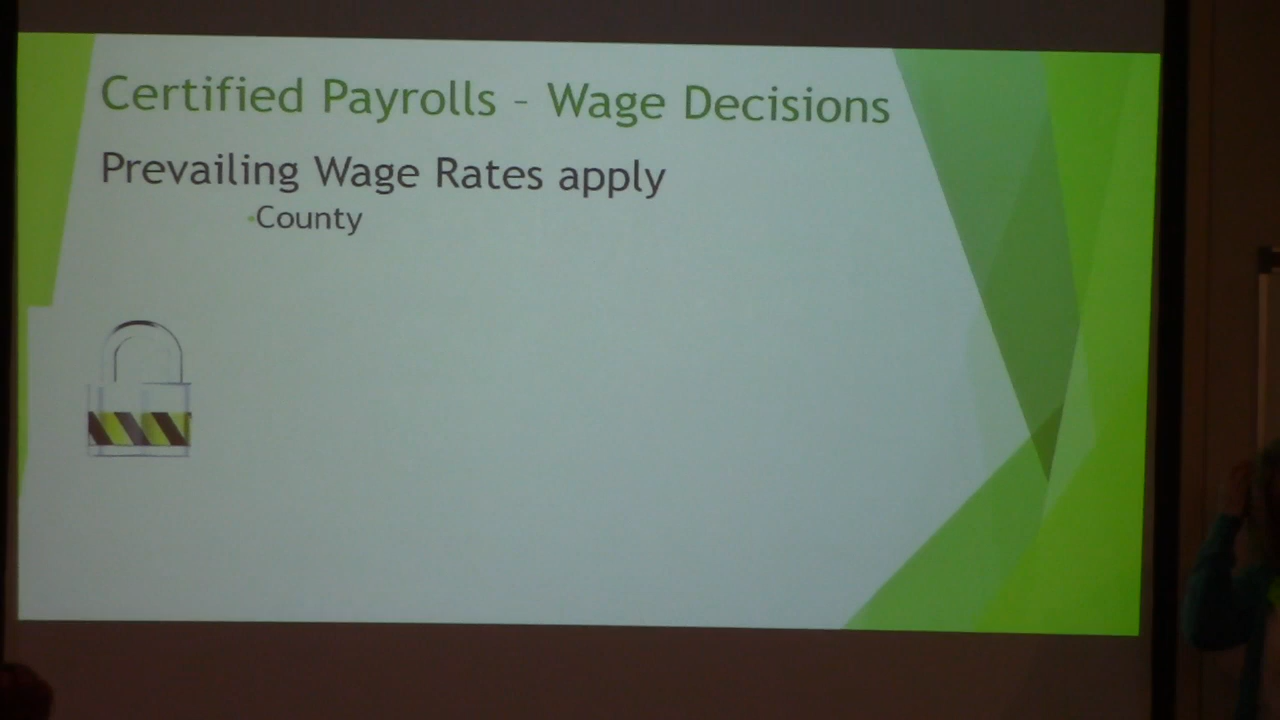 Certified Payrolls – Wage Decisions
Prevailing Wage Rates apply
•County